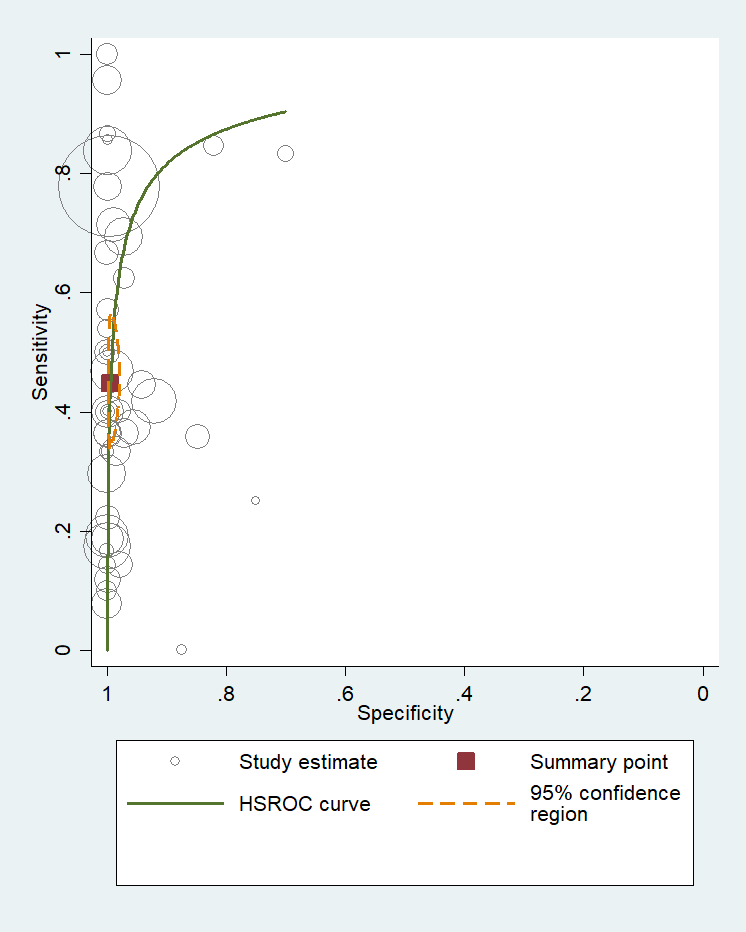 1
.8
.6
.4
.2
0
Sensitivity
1 .8 .6 .4 .2 0
Specificity
Study estimate Summary point
HSROC curve 95% confidence
region